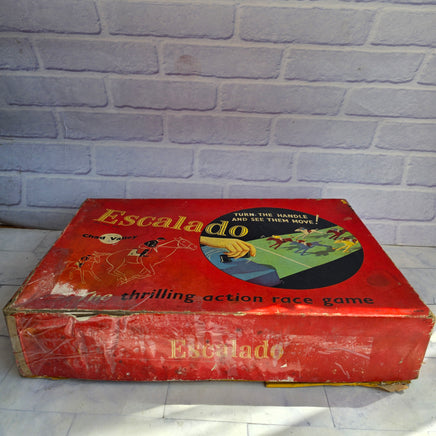 Escalado
Chad Valley
TURN THE HANDLE
AND SEE THEM MOVE!
The thrilling action race game
Escalado